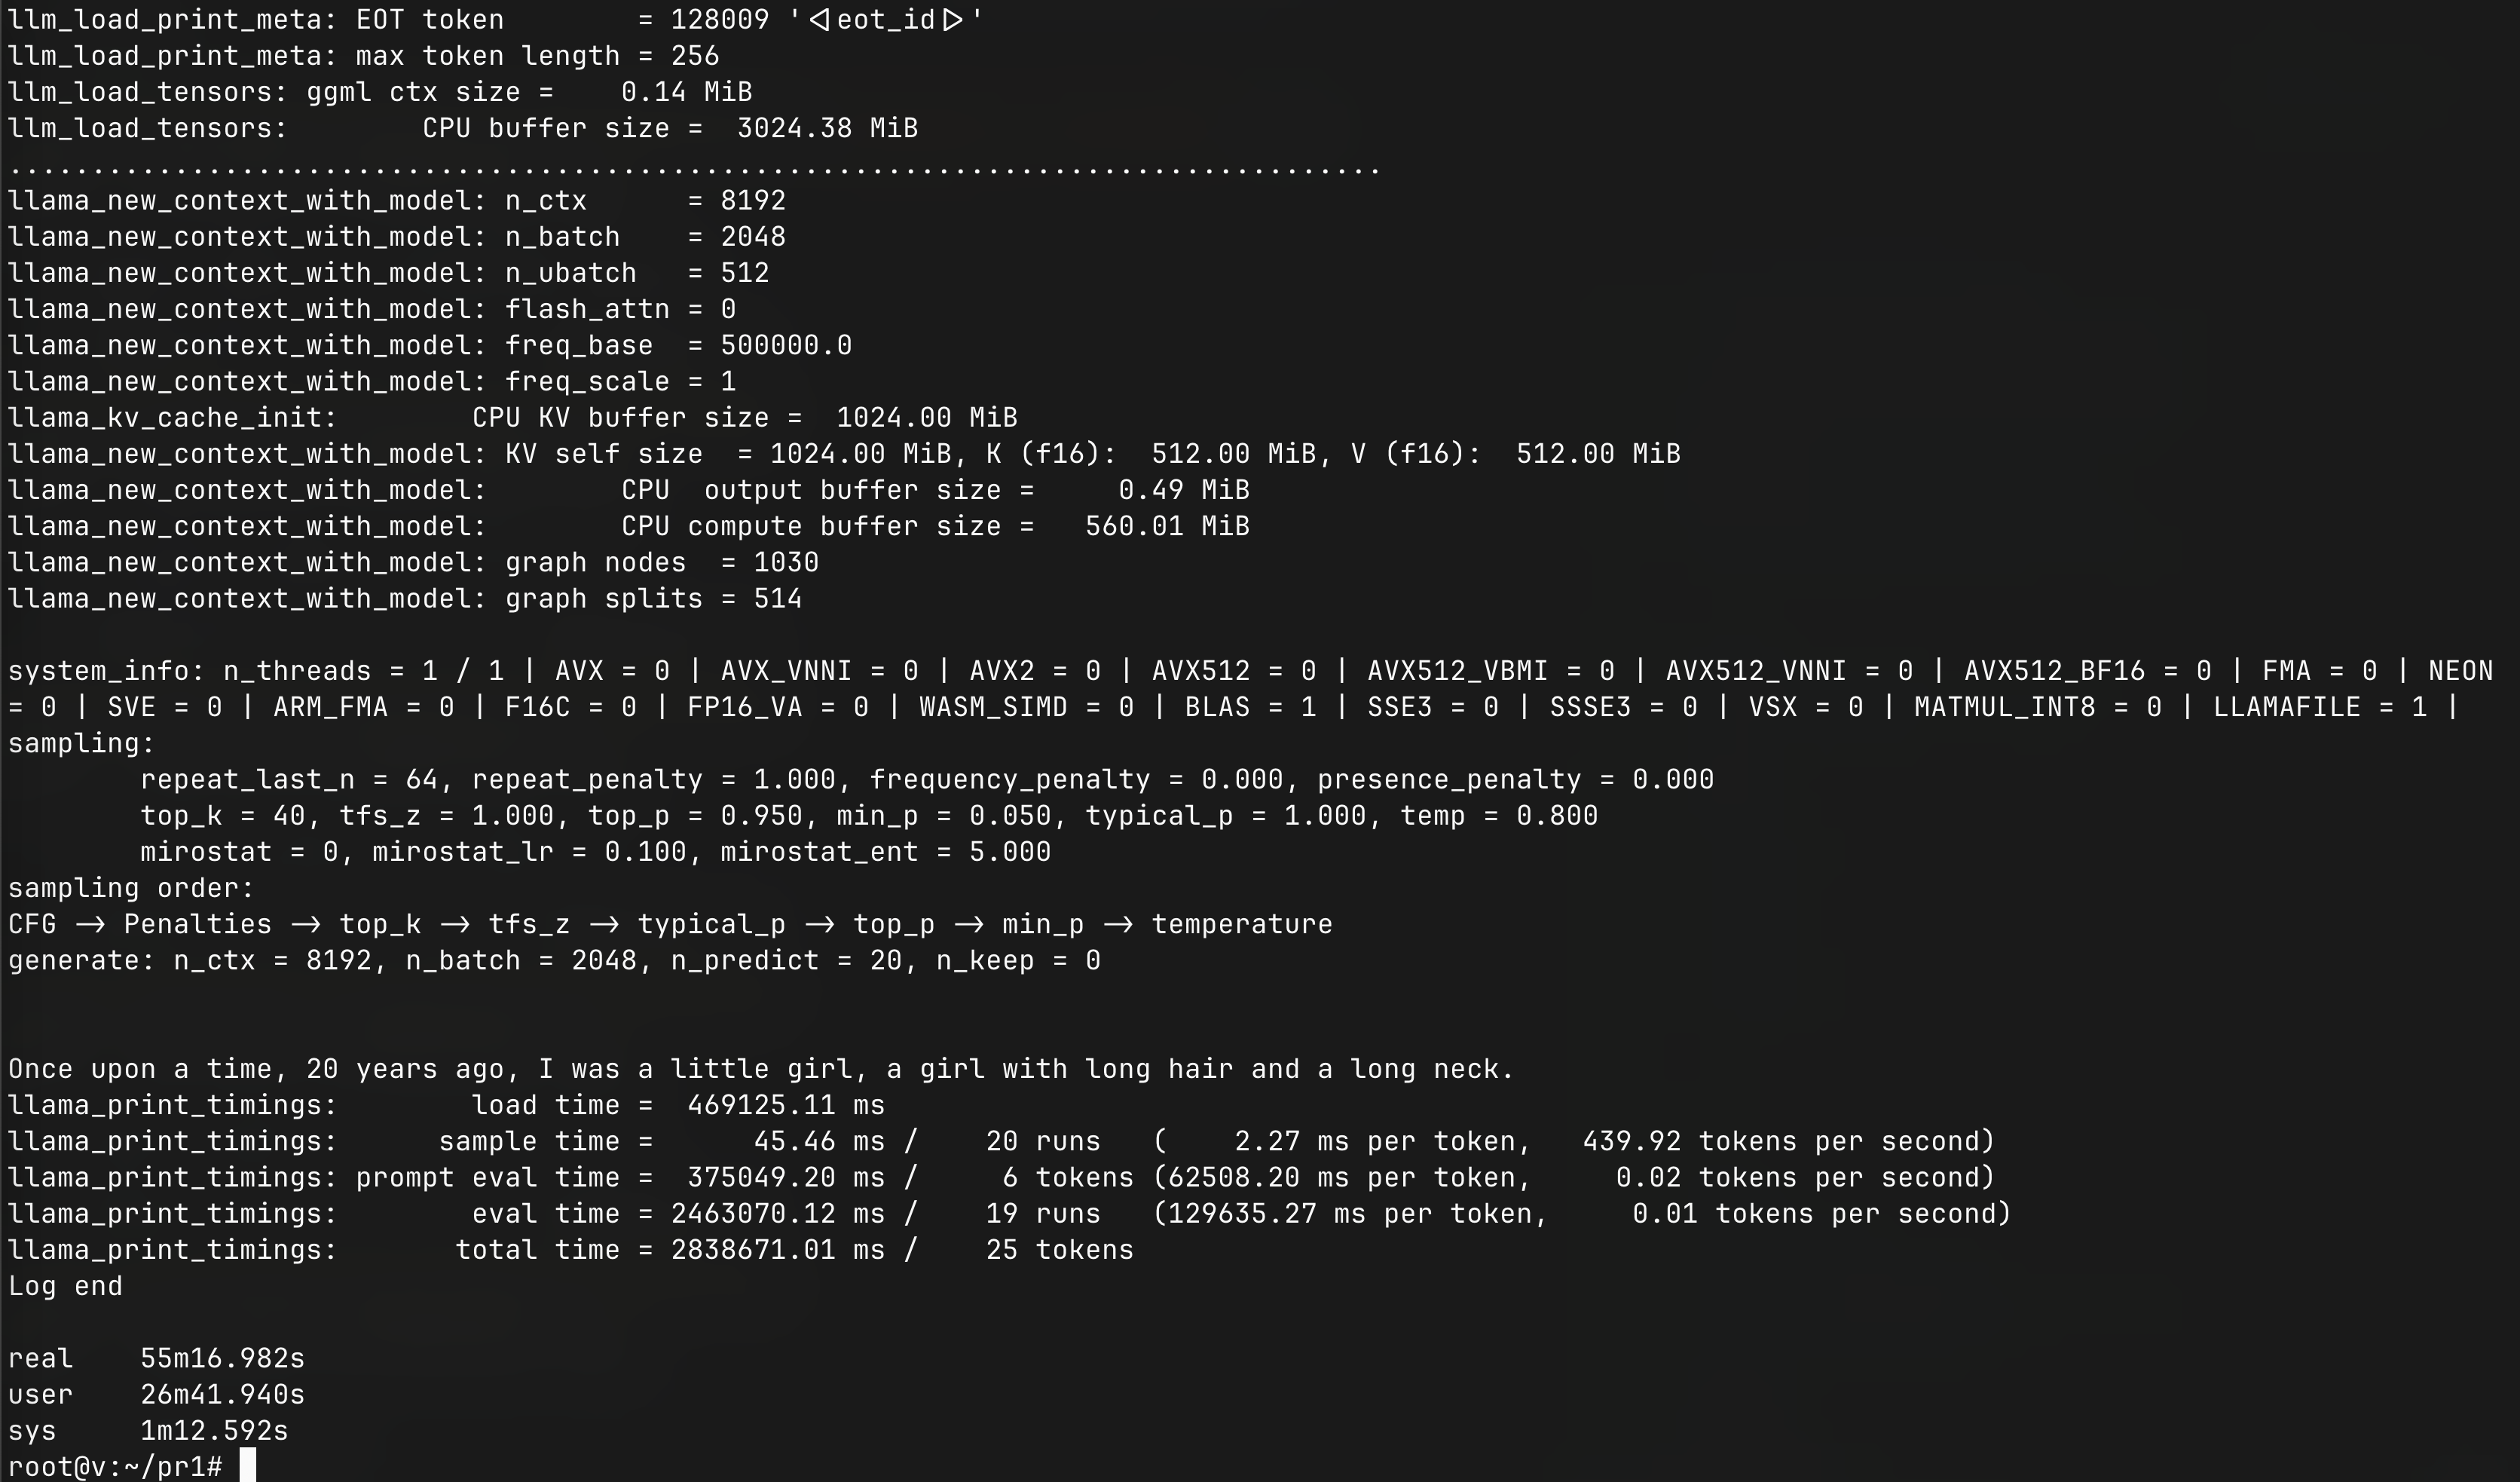 llm_load_print_meta: EOT token        = 128009 '<|eot_id|>'
llm_load_print_meta: max token length = 256
llm_load_tensors: ggml ctx size =    0.14 MiB
llm_load_tensors:        CPU buffer size =  3024.38 MiB
...................................................................................
llama_new_context_with_model: n_ctx      = 8192
llama_new_context_with_model: n_batch    = 2048
llama_new_context_with_model: n_ubatch   = 512
llama_new_context_with_model: flash_attn = 0
llama_new_context_with_model: freq_base  = 500000.0
llama_new_context_with_model: freq_scale = 1
llama_kv_cache_init:        CPU KV buffer size =  1024.00 MiB
llama_new_context_with_model: KV self size  = 1024.00 MiB, K (f16):  512.00 MiB, V (f16):  512.00 MiB
llama_new_context_with_model:        CPU  output buffer size =     0.49 MiB
llama_new_context_with_model:        CPU compute buffer size =   560.01 MiB
llama_new_context_with_model: graph nodes  = 1030
llama_new_context_with_model: graph splits = 514
system_info: n_threads = 1 / 1 | AVX = 0 | AVX_VNNI = 0 | AVX2 = 0 | AVX512 = 0 | AVX512_VBMI = 0 | AVX512_VNNI = 0 | AVX512_BF16 = 0 | FMA = 0 | NEON
= 0 | SVE = 0 | ARM_FMA = 0 | F16C = 0 | FP16_VA = 0 | WASM_SIMD = 0 | BLAS = 1 | SSE3 = 0 | SSSE3 = 0 | VSX = 0 | MATMUL_INT8 = 0 | LLAMAFILE = 1 |
sampling:
        repeat_last_n = 64, repeat_penalty = 1.000, frequency_penalty = 0.000, presence_penalty = 0.000
        top_k = 40, tfs_z = 1.000, top_p = 0.950, min_p = 0.050, typical_p = 1.000, temp = 0.800
        mirostat = 0, mirostat_lr = 0.100, mirostat_ent = 5.000
sampling order:
CFG -> Penalties -> top_k -> tfs_z -> typical_p -> top_p -> min_p -> temperature
generate: n_ctx = 8192, n_batch = 2048, n_predict = 20, n_keep = 0
Once upon a time, 20 years ago, I was a little girl, a girl with long hair and a long neck.
llama_print_timings:        load time =  469125.11 ms
llama_print_timings:      sample time =      45.46 ms /    20 runs   (    2.27 ms per token,   439.92 tokens per second)
llama_print_timings: prompt eval time =  375049.20 ms /     6 tokens (62508.20 ms per token,     0.02 tokens per second)
llama_print_timings:        eval time = 2463070.12 ms /    19 runs   (129635.27 ms per token,     0.01 tokens per second)
llama_print_timings:       total time = 2838671.01 ms /    25 tokens
Log end
real    55m16.982s
user    26m41.940s
sys     1m12.592s
root@v:~/pr1#